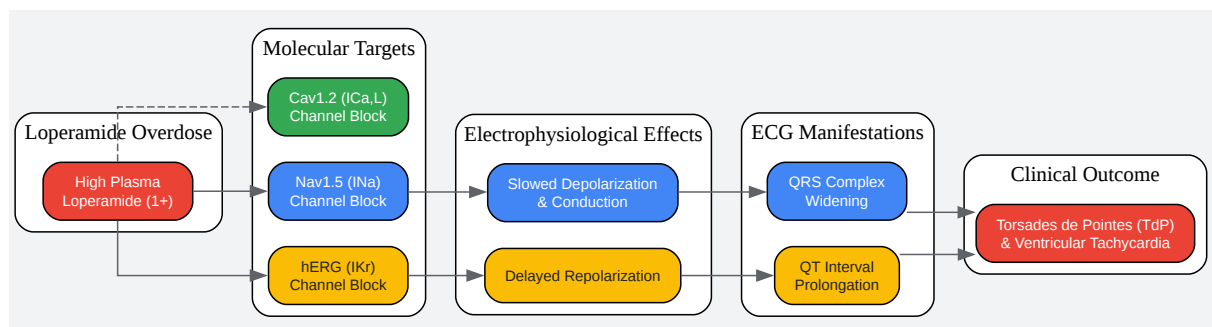 Loperamide Overdose
High Plasma
Loperamide (1+)
Molecular Targets
Cav1.2 (ICa,L)
Channel Block
Nav1.5 (INa)
Channel Block
hERG (IKr)
Channel Block
Electrophysiological Effects
Slowed Depolarization
& Conduction
Delayed Repolarization
ECG Manifestations
QRS Complex
Widening
QT Interval
Prolongation
Clinical Outcome
Torsades de Pointes (TdP)
& Ventricular Tachycardia